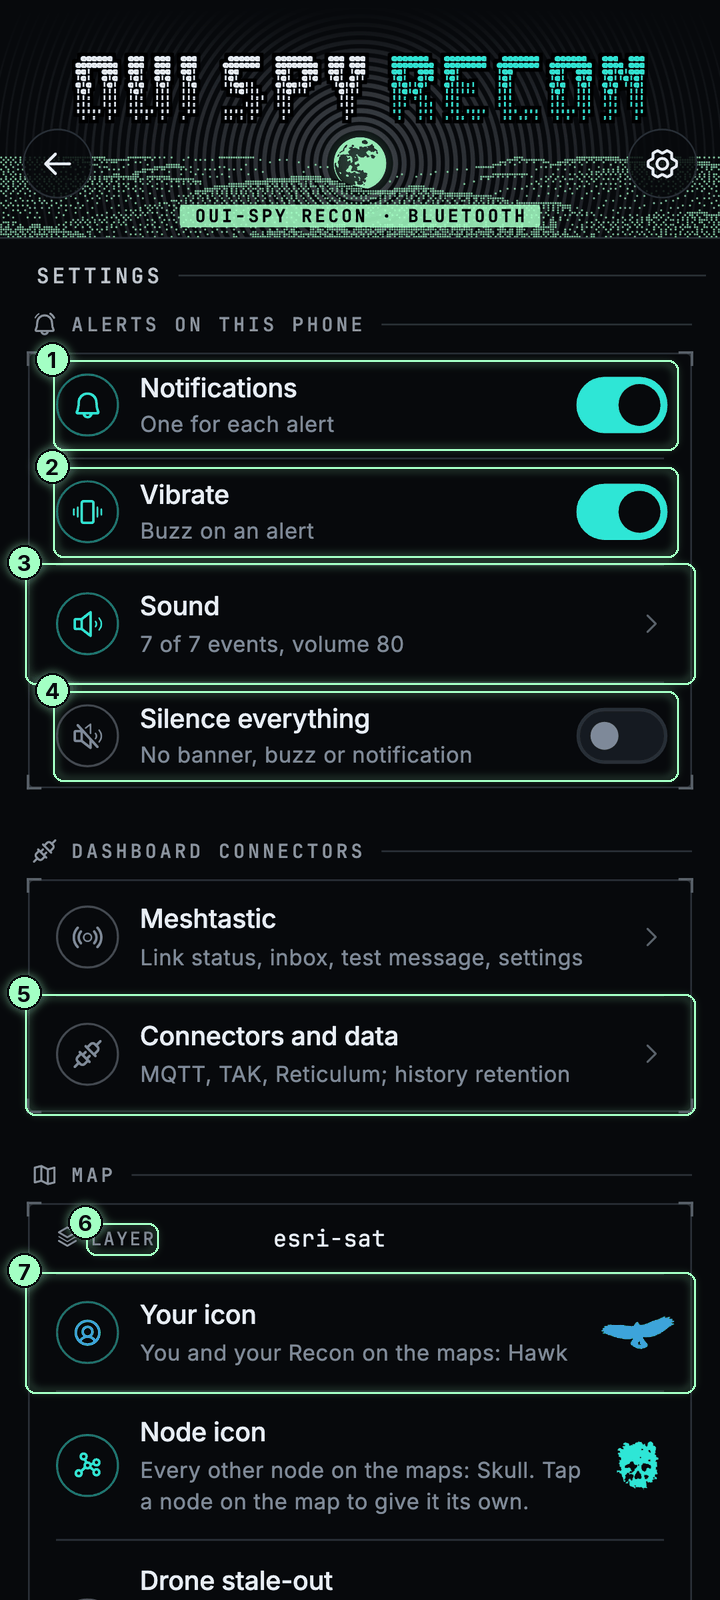 OUI SPY RECON
OUI-SPY RECON · BLUETOOTH
SETTINGS
ALERTS ON THIS PHONE
1
Notifications
One for each alert
2
Vibrate
Buzz on an alert
3
Sound
7 of 7 events, volume 80
4
Silence everything
No banner, buzz or notification
DASHBOARD CONNECTORS
Meshtastic
Link status, inbox, test message, settings
5
Connectors and data
MQTT, TAK, Reticulum; history retention
MAP
6
LAYER esri-sat
7
Your icon
You and your Recon on the maps: Hawk
Node icon
Every other node on the maps: Skull. Tap
a node on the map to give it its own.
Drone stale-out